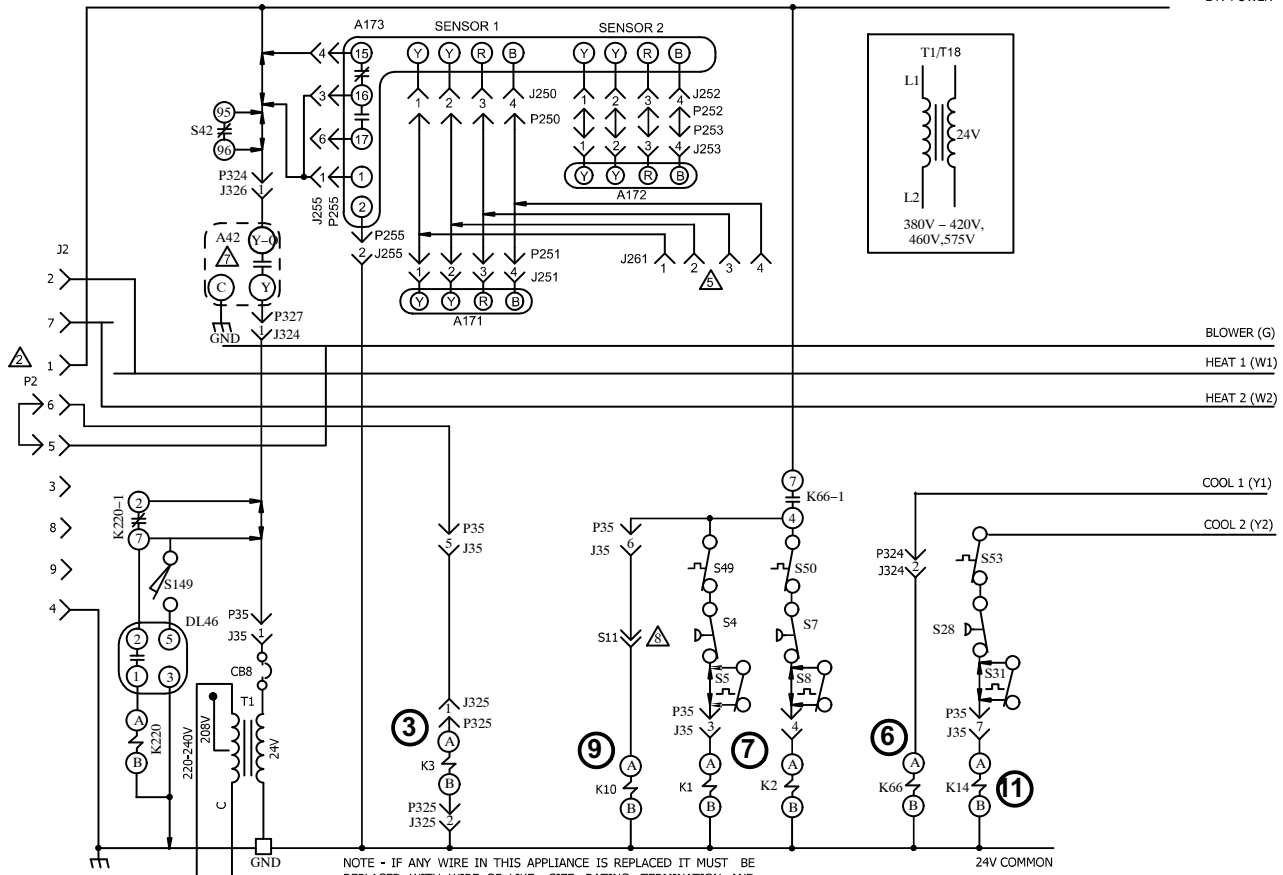 A173
SENSOR 1
SENSOR 2
4
15
Y
Y
R
B
Y
Y
R
B
3
16
1
2
3
4
J250
P250
1
2
3
4
J252
P252
P253
J253
95
S42
96
6
17
1
2
3
4
1
1
Y
Y
R
B
A172
P324
J326
1
J255
P255
2
P255
2
J255
A42
Y-O
7
C
Y
GND
P327
1
J324
P251
J251
1
2
3
4
Y
Y
R
B
A171
J261
1
2
3
4
5
T1/T18
L1
24V
L2
380V – 420V,
460V,575V
J2
2
7
2
1
P2
6
5
3
8
9
4
BLOWER (G)
HEAT 1 (W1)
HEAT 2 (W2)
COOL 1 (Y1)
COOL 2 (Y2)
K220-1
2
7
S149
DL46
2
5
1
3
A
K220
B
P35
J35
1
CB8
T1
220-240V
208V
24V
C
GND
P35
5
J35
3
J325
1
P325
A
K3
B
P325
J325
2
7
K66-1
4
P35
6
J35
S11
8
9
A
K10
B
S49
S4
S5
P35
J35
3
A
K1
B
7
S50
S7
S8
4
A
K2
B
P324
J324
2
6
A
K66
B
S53
S28
S31
P35
J35
7
A
K14
B
11
NOTE - IF ANY WIRE IN THIS APPLIANCE IS REPLACED IT MUST BE
24V COMMON